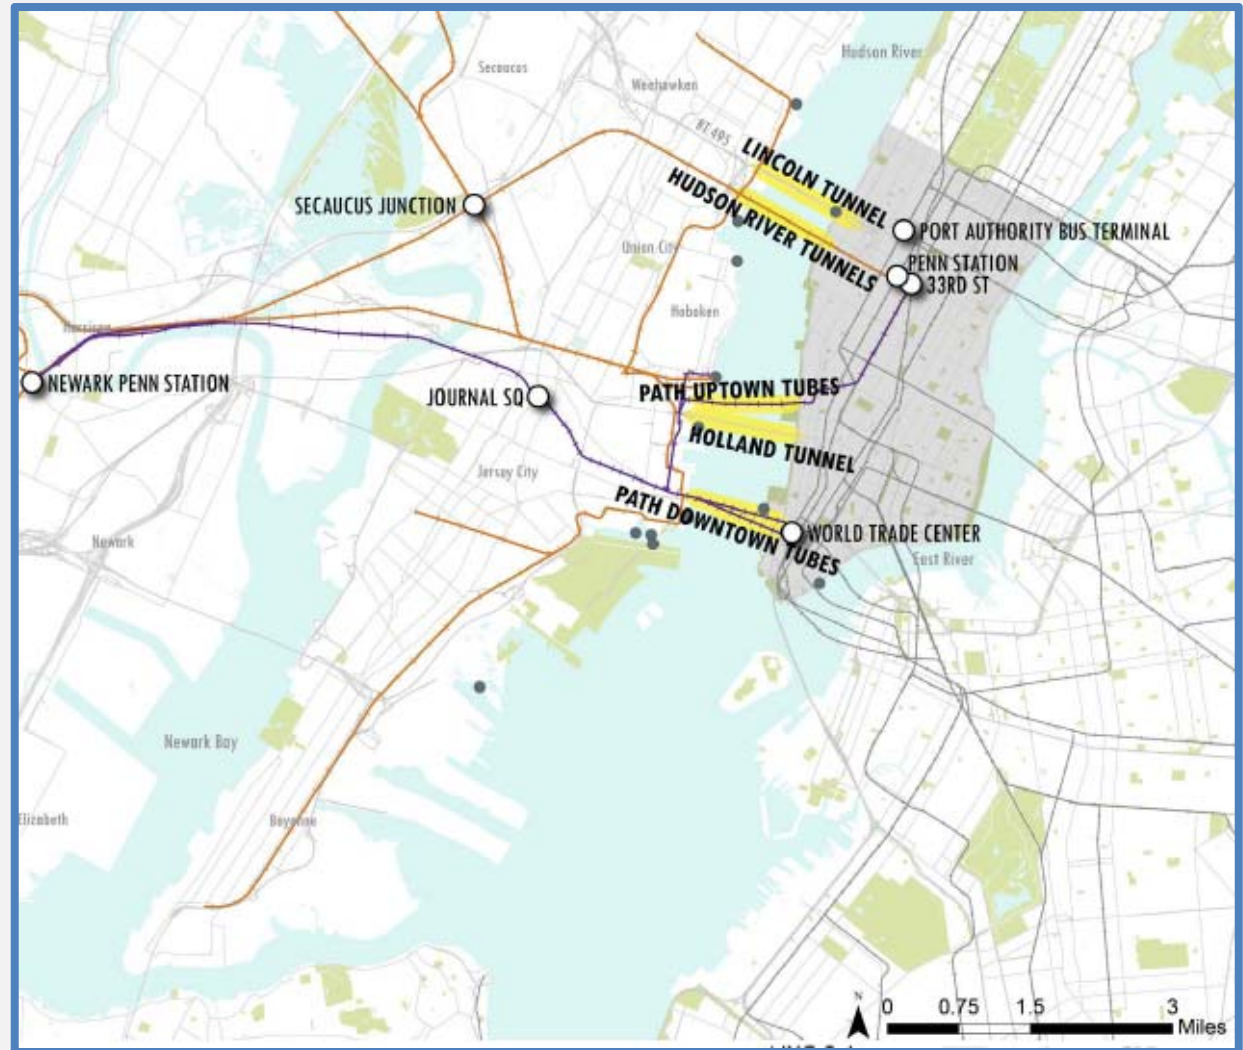 Hudson River
Secaucus
Weehawken
RT 495
LINCOLN TUNNEL
HUDSON RIVER TUNNELS
SECAUCUS JUNCTION
PORT AUTHORITY BUS TERMINAL
Union City
PENN STATION
33RD ST
Hoboken
Harrison
NEWARK PENN STATION
JOURNAL SQ
PATH UPTOWN TUBES
HOLLAND TUNNEL
Jersey City
PATH DOWNTOWN TUBES
WORLD TRADE CENTER
Newark
East River
Newark Bay
Elizabeth
Bayonne
N
0 0.75 1.5 3
Miles